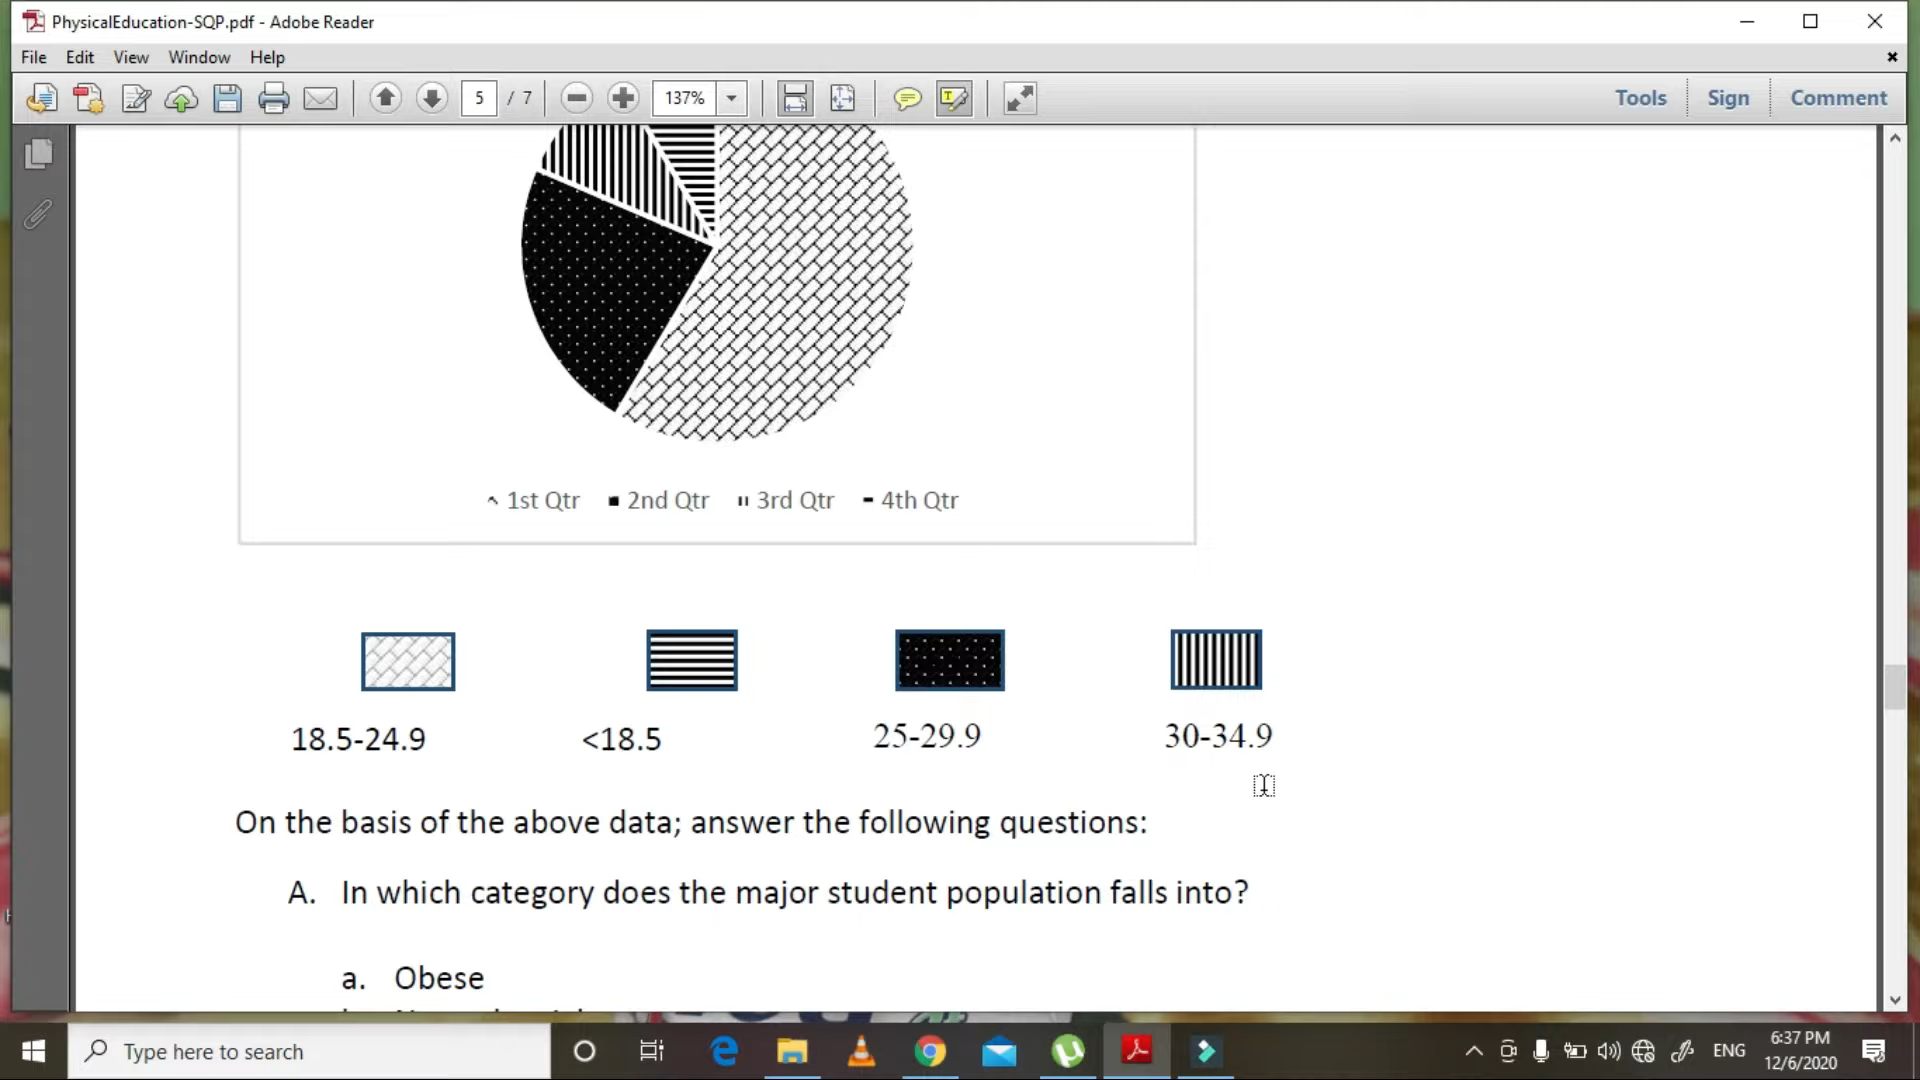 PhysicalEducation-SQP.pdf - Adobe Reader
File Edit View Window Help
5 / 7 137% Tools Sign Comment
1st Qtr 2nd Qtr 3rd Qtr 4th Qtr
18.5-24.9 <18.5 25-29.9 30-34.9
On the basis of the above data; answer the following questions:
A. In which category does the major student population falls into?
a. Obese
Type here to search
ENG
6:37 PM
12/6/2020